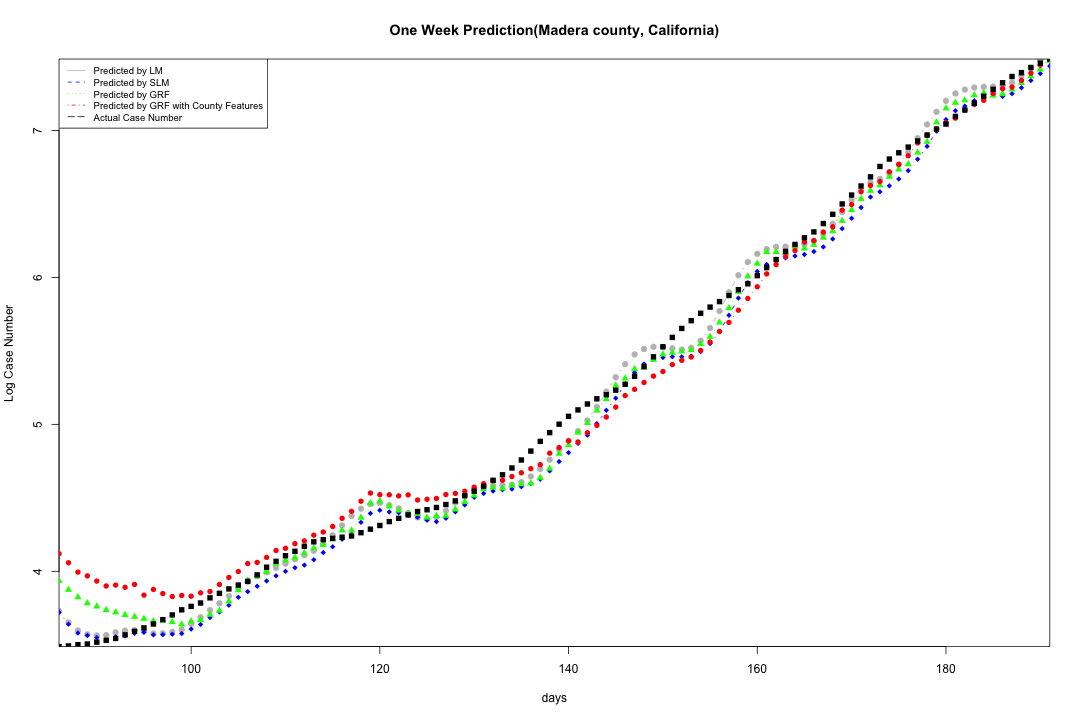 One Week Prediction(Madera county, California)
Predicted by LM
Predicted by SLM
Predicted by GRF
Predicted by GRF with County Features
Actual Case Number
Log Case Number
7
6
5
4
100 120 140 160 180
days